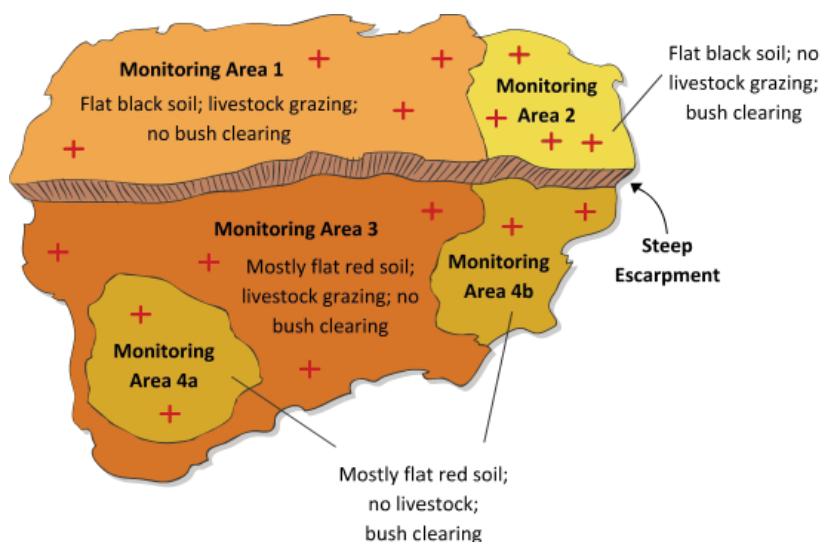 Monitoring Area 1
Flat black soil; livestock grazing;
no bush clearing
Monitoring
Area 2
Flat black soil; no
livestock grazing;
bush clearing
Monitoring Area 3
Mostly flat red soil;
livestock grazing; no
bush clearing
Monitoring
Area 4b
Steep
Escarpment
Monitoring
Area 4a
Mostly flat red soil;
no livestock;
bush clearing